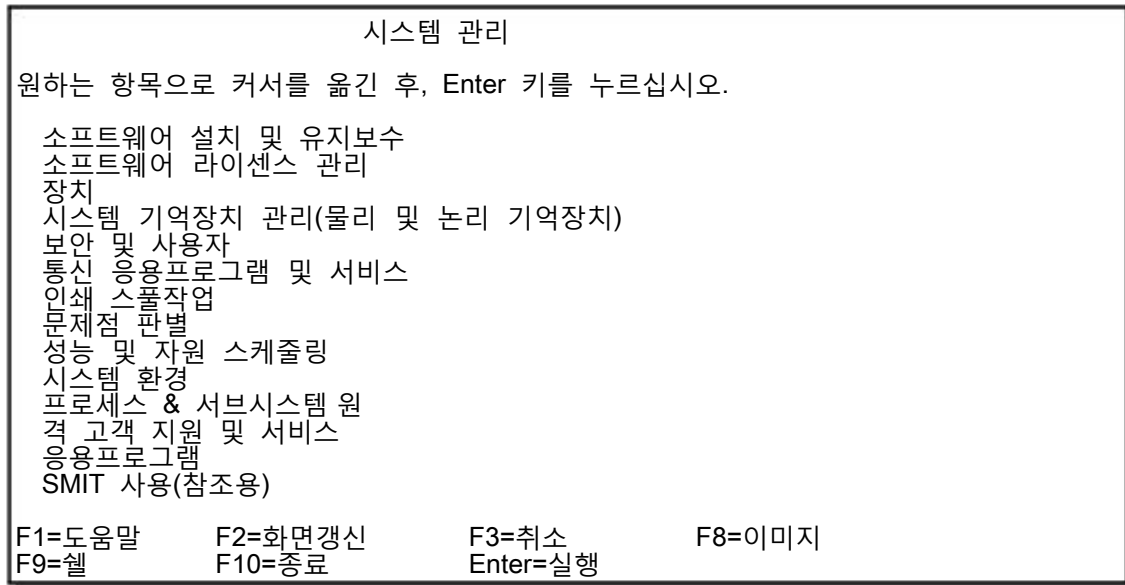 시스템 관리
원하는 항목으로 커서를 옮긴 후, Enter 키를 누르십시오.
소프트웨어 설치 및 유지보수
소프트웨어 라이센스 관리
장치
시스템 기억장치 관리(물리 및 논리 기억장치)
보안 및 사용자
통신 응용프로그램 및 서비스
인쇄 스풀작업
문제점 판별
성능 및 자원 스케줄링
시스템 환경
프로세스 & 서브시스템 원
격 고객 지원 및 서비스
응용프로그램
SMIT 사용(참조용)
F1=도움말 F2=화면갱신 F3=취소 F8=이미지
F9=쉘 F10=종료 Enter=실행